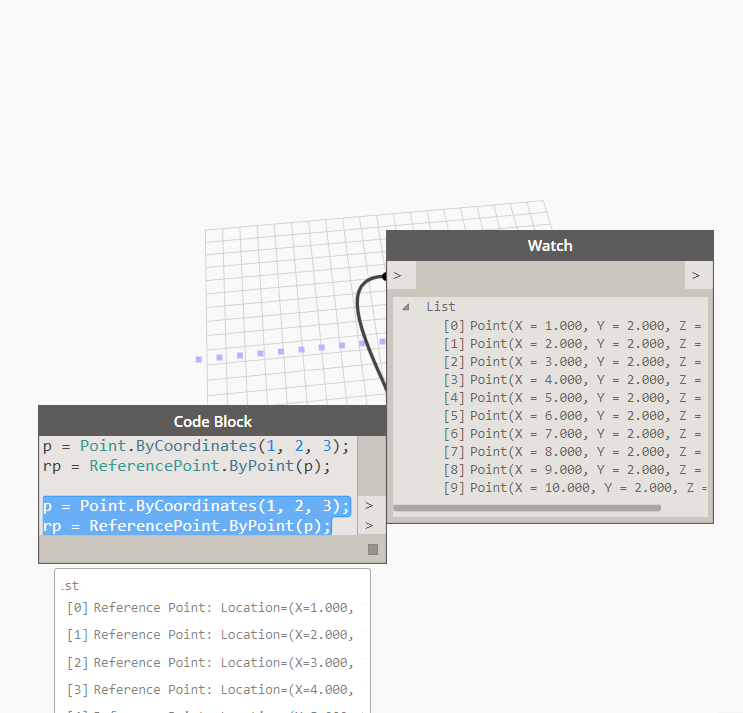 Watch
>
>
List
[0] Point(X = 1.000, Y = 2.000, Z =
[1] Point(X = 2.000, Y = 2.000, Z =
[2] Point(X = 3.000, Y = 2.000, Z =
[3] Point(X = 4.000, Y = 2.000, Z =
[4] Point(X = 5.000, Y = 2.000, Z =
[5] Point(X = 6.000, Y = 2.000, Z =
[6] Point(X = 7.000, Y = 2.000, Z =
[7] Point(X = 8.000, Y = 2.000, Z =
[8] Point(X = 9.000, Y = 2.000, Z =
[9] Point(X = 10.000, Y = 2.000, Z =
Code Block
p = Point.ByCoordinates(1, 2, 3);
rp = ReferencePoint.ByPoint(p);
p = Point.ByCoordinates(1, 2, 3); >
rp = ReferencePoint.ByPoint(p); >
ist
[0] Reference Point: Location=(X=1.000,
[1] Reference Point: Location=(X=2.000,
[2] Reference Point: Location=(X=3.000,
[3] Reference Point: Location=(X=4.000,